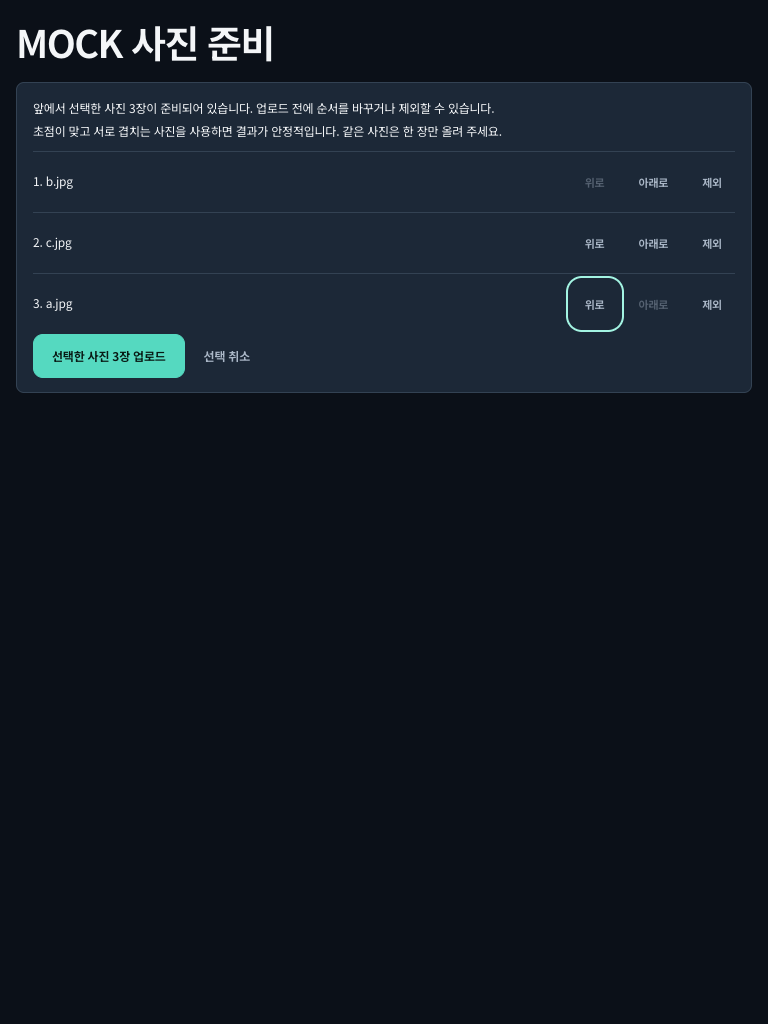 MOCK 사진 준비
앞에서 선택한 사진 3장이 준비되어 있습니다. 업로드 전에 순서를 바꾸거나 제외할 수 있습니다.
초점이 맞고 서로 겹치는 사진을 사용하면 결과가 안정적입니다. 같은 사진은 한 장만 올려 주세요.
1. b.jpg 위로 아래로 제외
2. c.jpg 위로 아래로 제외
3. a.jpg 위로 아래로 제외
선택한 사진 3장 업로드 선택 취소